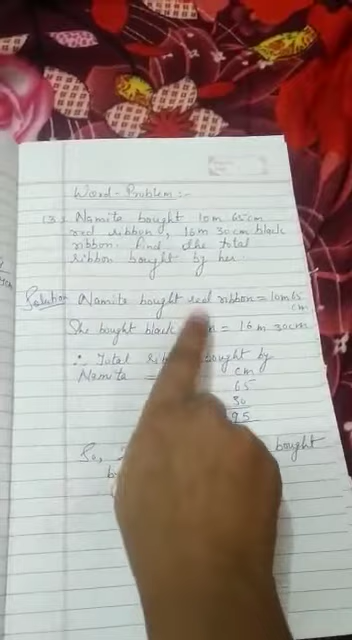 Word-Problem:-
(3). Namita bought 10m 65cm
red ribbon, 16m 30cm black
ribbon. Find the total
ribbon bought by her.
Solution Namita bought red ribbon = 10m 65
cm
She bought black = 16m 30cm
∴ Total bought by
Namita = cm
65
30
95
So, bought